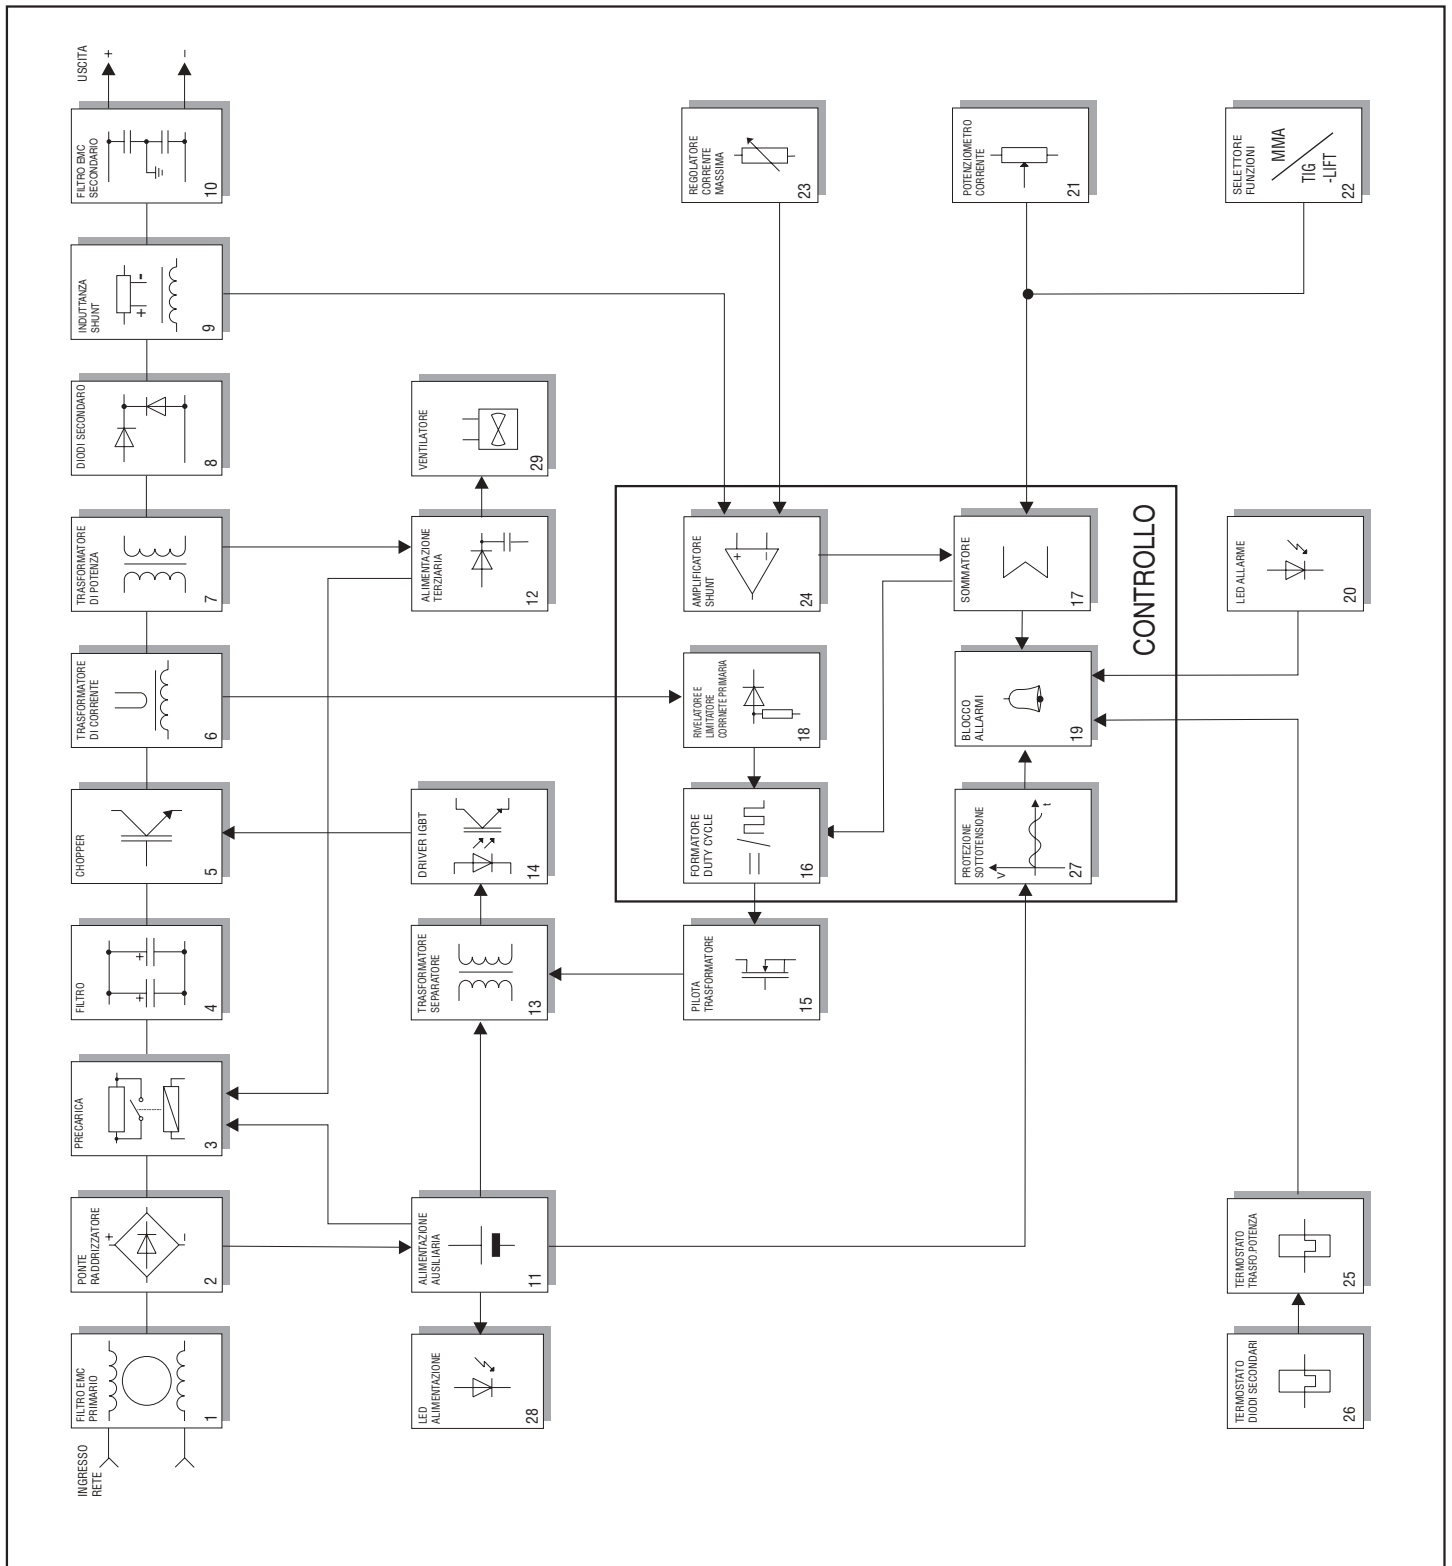 INGRESSO
RETE
FILTRO EMC
PRIMARIO
1
PONTE
RADDRIZZATORE
+
-
2
PRECARICA
3
FILTRO
+
+
4
CHOPPER
5
TRASFORMATORE
DI CORRENTE
6
TRASFORMATORE
DI POTENZA
7
DIODI SECONDARO
8
INDUTTANZA
SHUNT
+
-
9
FILTRO EMC
SECONDARIO
10
USCITA
+
-
LED
ALIMENTAZIONE
28
ALIMENTAZIONE
AUSILIARIA
11
TRASFORMATORE
SEPARATORE
13
DRIVER IGBT
14
ALIMENTAZIONE
TERZIARIA
12
VENTILATORE
29
PILOTA
TRASFORMATORE
15
FORMATORE
DUTY CYCLE
16
RIVELATORE E
LIMITATORE
CORRNETE PRIMARIA
18
AMPLIFICATORE
SHUNT
+
-
24
REGOLATORE
CORRENTE
MASSIMA
23
PROTEZIONE
SOTTOTENSIONE
V
t
27
BLOCCO
ALLARMI
19
SOMMATORE
17
POTENZIOMETRO
CORRENTE
21
CONTROLLO
TERMOSTATO
DIODI SECONDARI
26
TERMOSTATO
TRASFO.POTENZA
25
LED ALLARME
20
SELETTORE
FUNZIONI
MMA
TIG
-LIFT
22